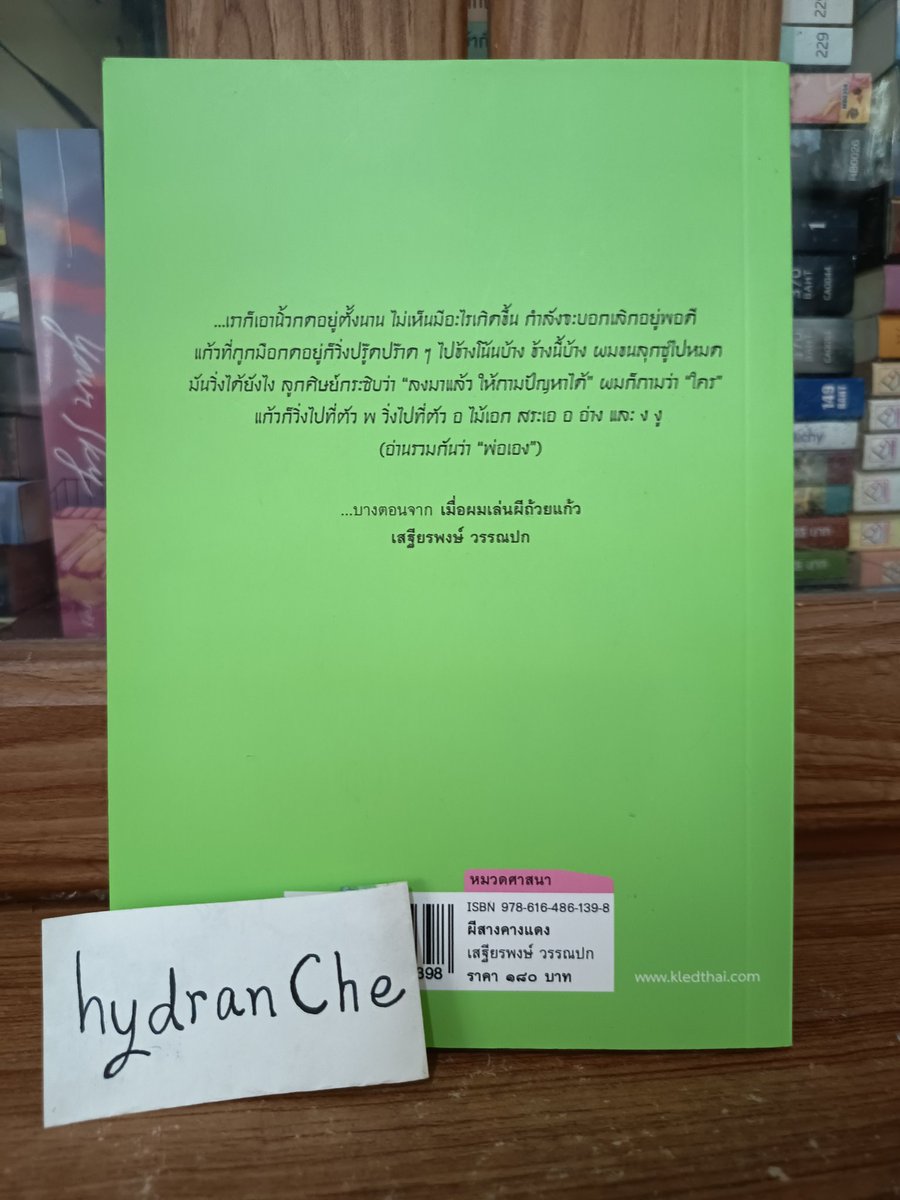 ...เราก็เอานิ้วกดอยู่ตั้งนาน ไม่เห็นมีอะไรเกิดขึ้น กำลังจะบอกเลิกอยู่พอดี
แก้วที่ถูกมือกดอยู่ก็วิ่งปรู๊ดปร๊าด ๆ ไปข้างโน้นบ้าง ข้างนี้บ้าง ผมขนลุกซู่ไปหมด
มันวิ่งได้ยังไง ลูกศิษย์กระซิบว่า “ลงมาแล้ว ให้ถามปัญหาได้” ผมก็ถามว่า “ใคร”
แก้วก็วิ่งไปที่ตัว พ วิ่งไปที่ตัว อ ไม้เอก สระเอ อ อ่าง และ ง งู
(อ่านรวมกันว่า “พ่อเอง”)
...บางตอนจาก เมื่อผมเล่นผีถ้วยแก้ว
เสฐียรพงษ์ วรรณปก
หมวดศาสนา
ISBN 978-616-486-139-8
ผีสางคางแดง
เสฐียรพงษ์ วรรณปก
ราคา ๑๘๐ บาท
398
www.kledthai.com
hydranChe
Your Sky
229
229
1
170
BAHT
149
BAHT